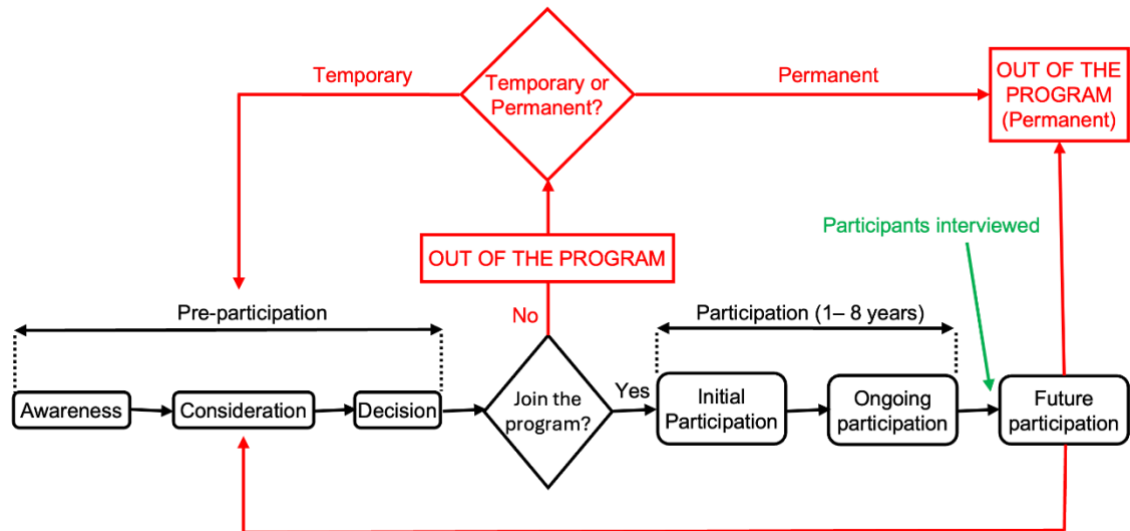 Temporary
Temporary or
Permanent?
Permanent
OUT OF THE
PROGRAM
(Permanent)
Participants interviewed
OUT OF THE PROGRAM
Pre-participation
No
Participation (1– 8 years)
Awareness
Consideration
Decision
Join the
program?
Yes
Initial
Participation
Ongoing
participation
Future
participation